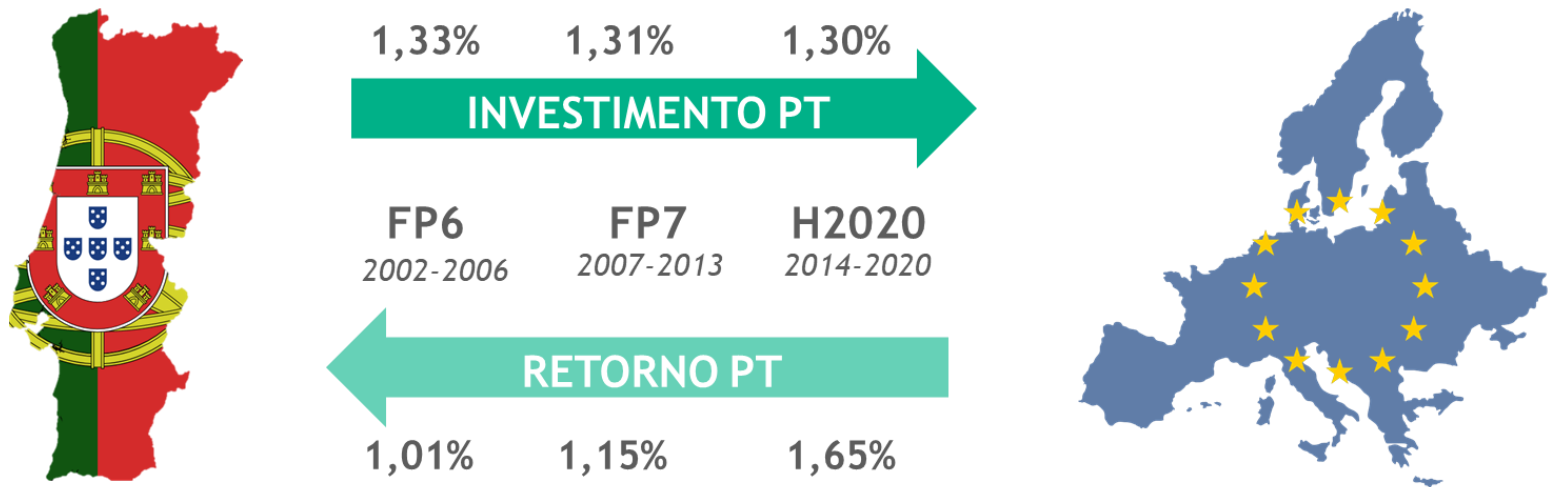 1,33% 1,31% 1,30%
INVESTIMENTO PT
FP6 FP7 H2020
2002-2006 2007-2013 2014-2020
RETORNO PT
1,01% 1,15% 1,65%